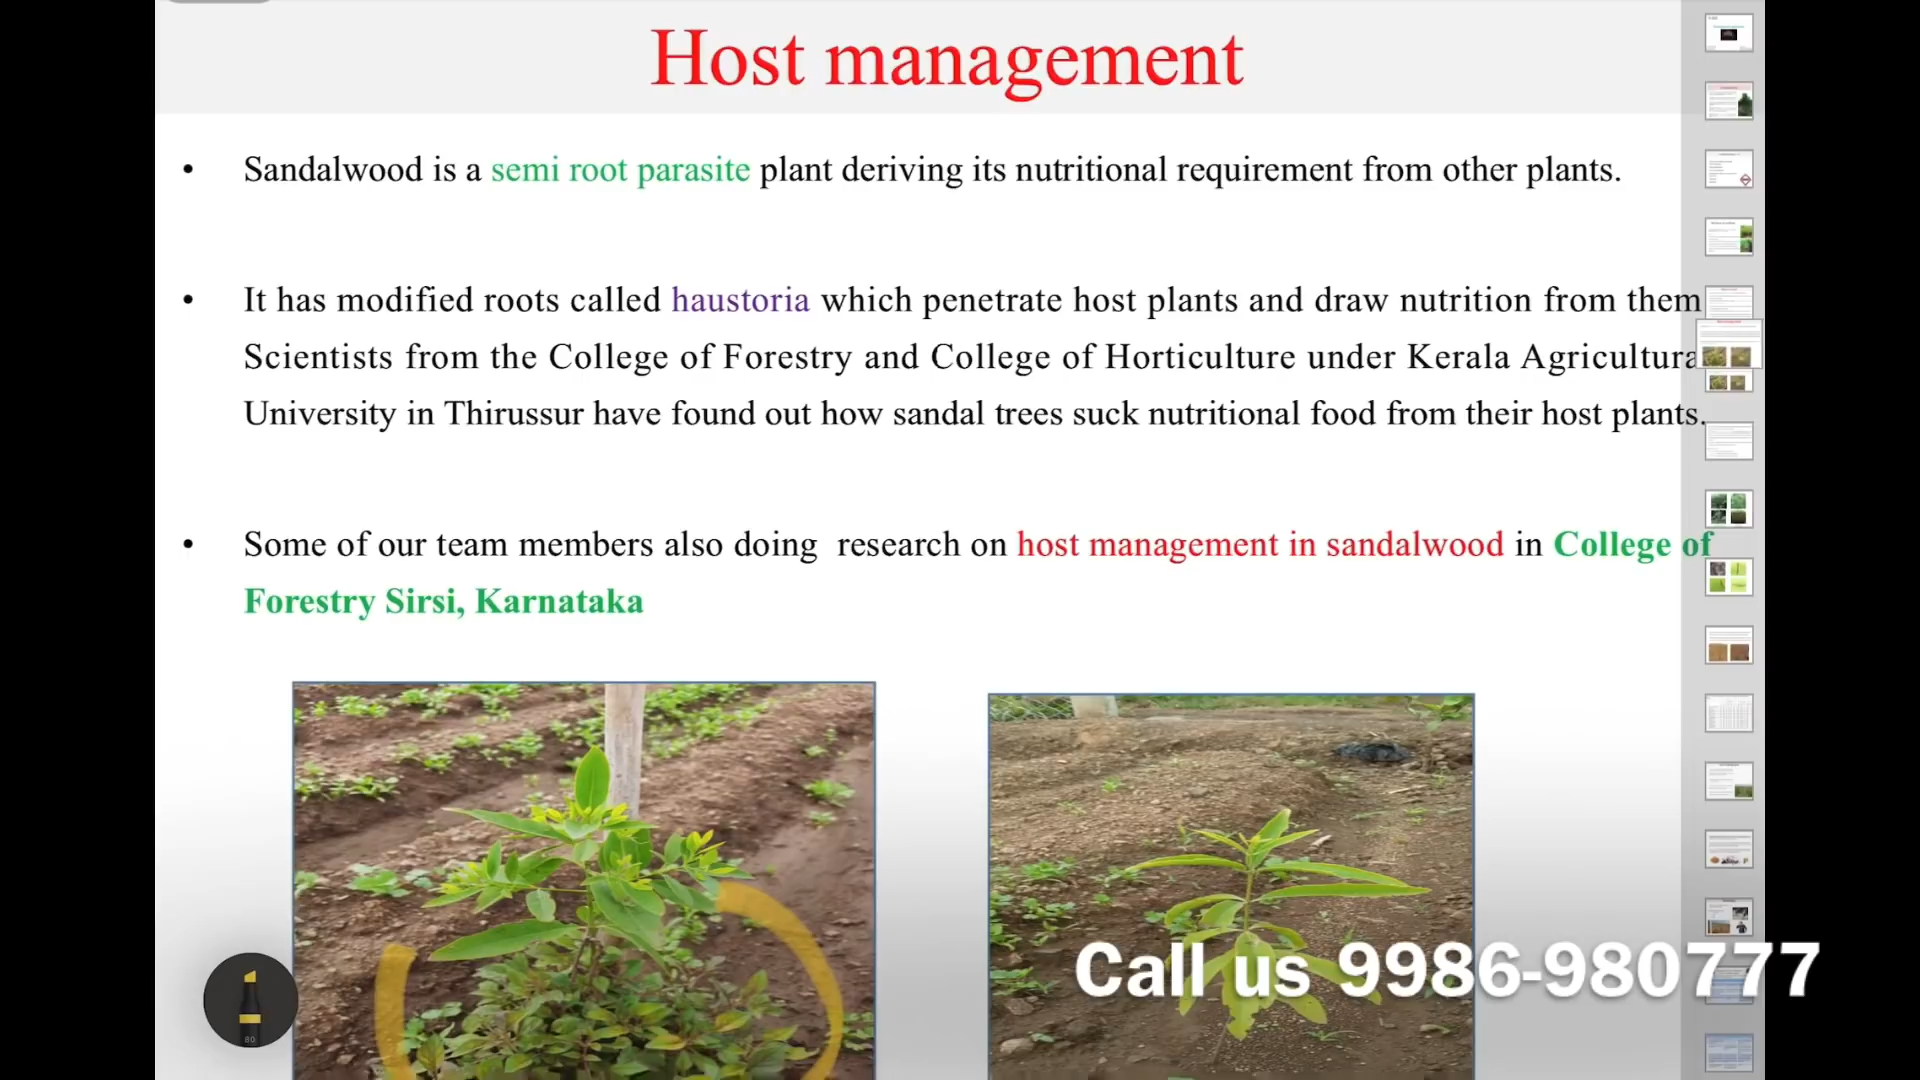 Host management
• Sandalwood is a semi root parasite plant deriving its nutritional requirement from other plants.
• It has modified roots called haustoria which penetrate host plants and draw nutrition from them
Scientists from the College of Forestry and College of Horticulture under Kerala Agricultura
University in Thirussur have found out how sandal trees suck nutritional food from their host plants.
• Some of our team members also doing research on host management in sandalwood in College of
Forestry Sirsi, Karnataka
Call us 9986-980777
80